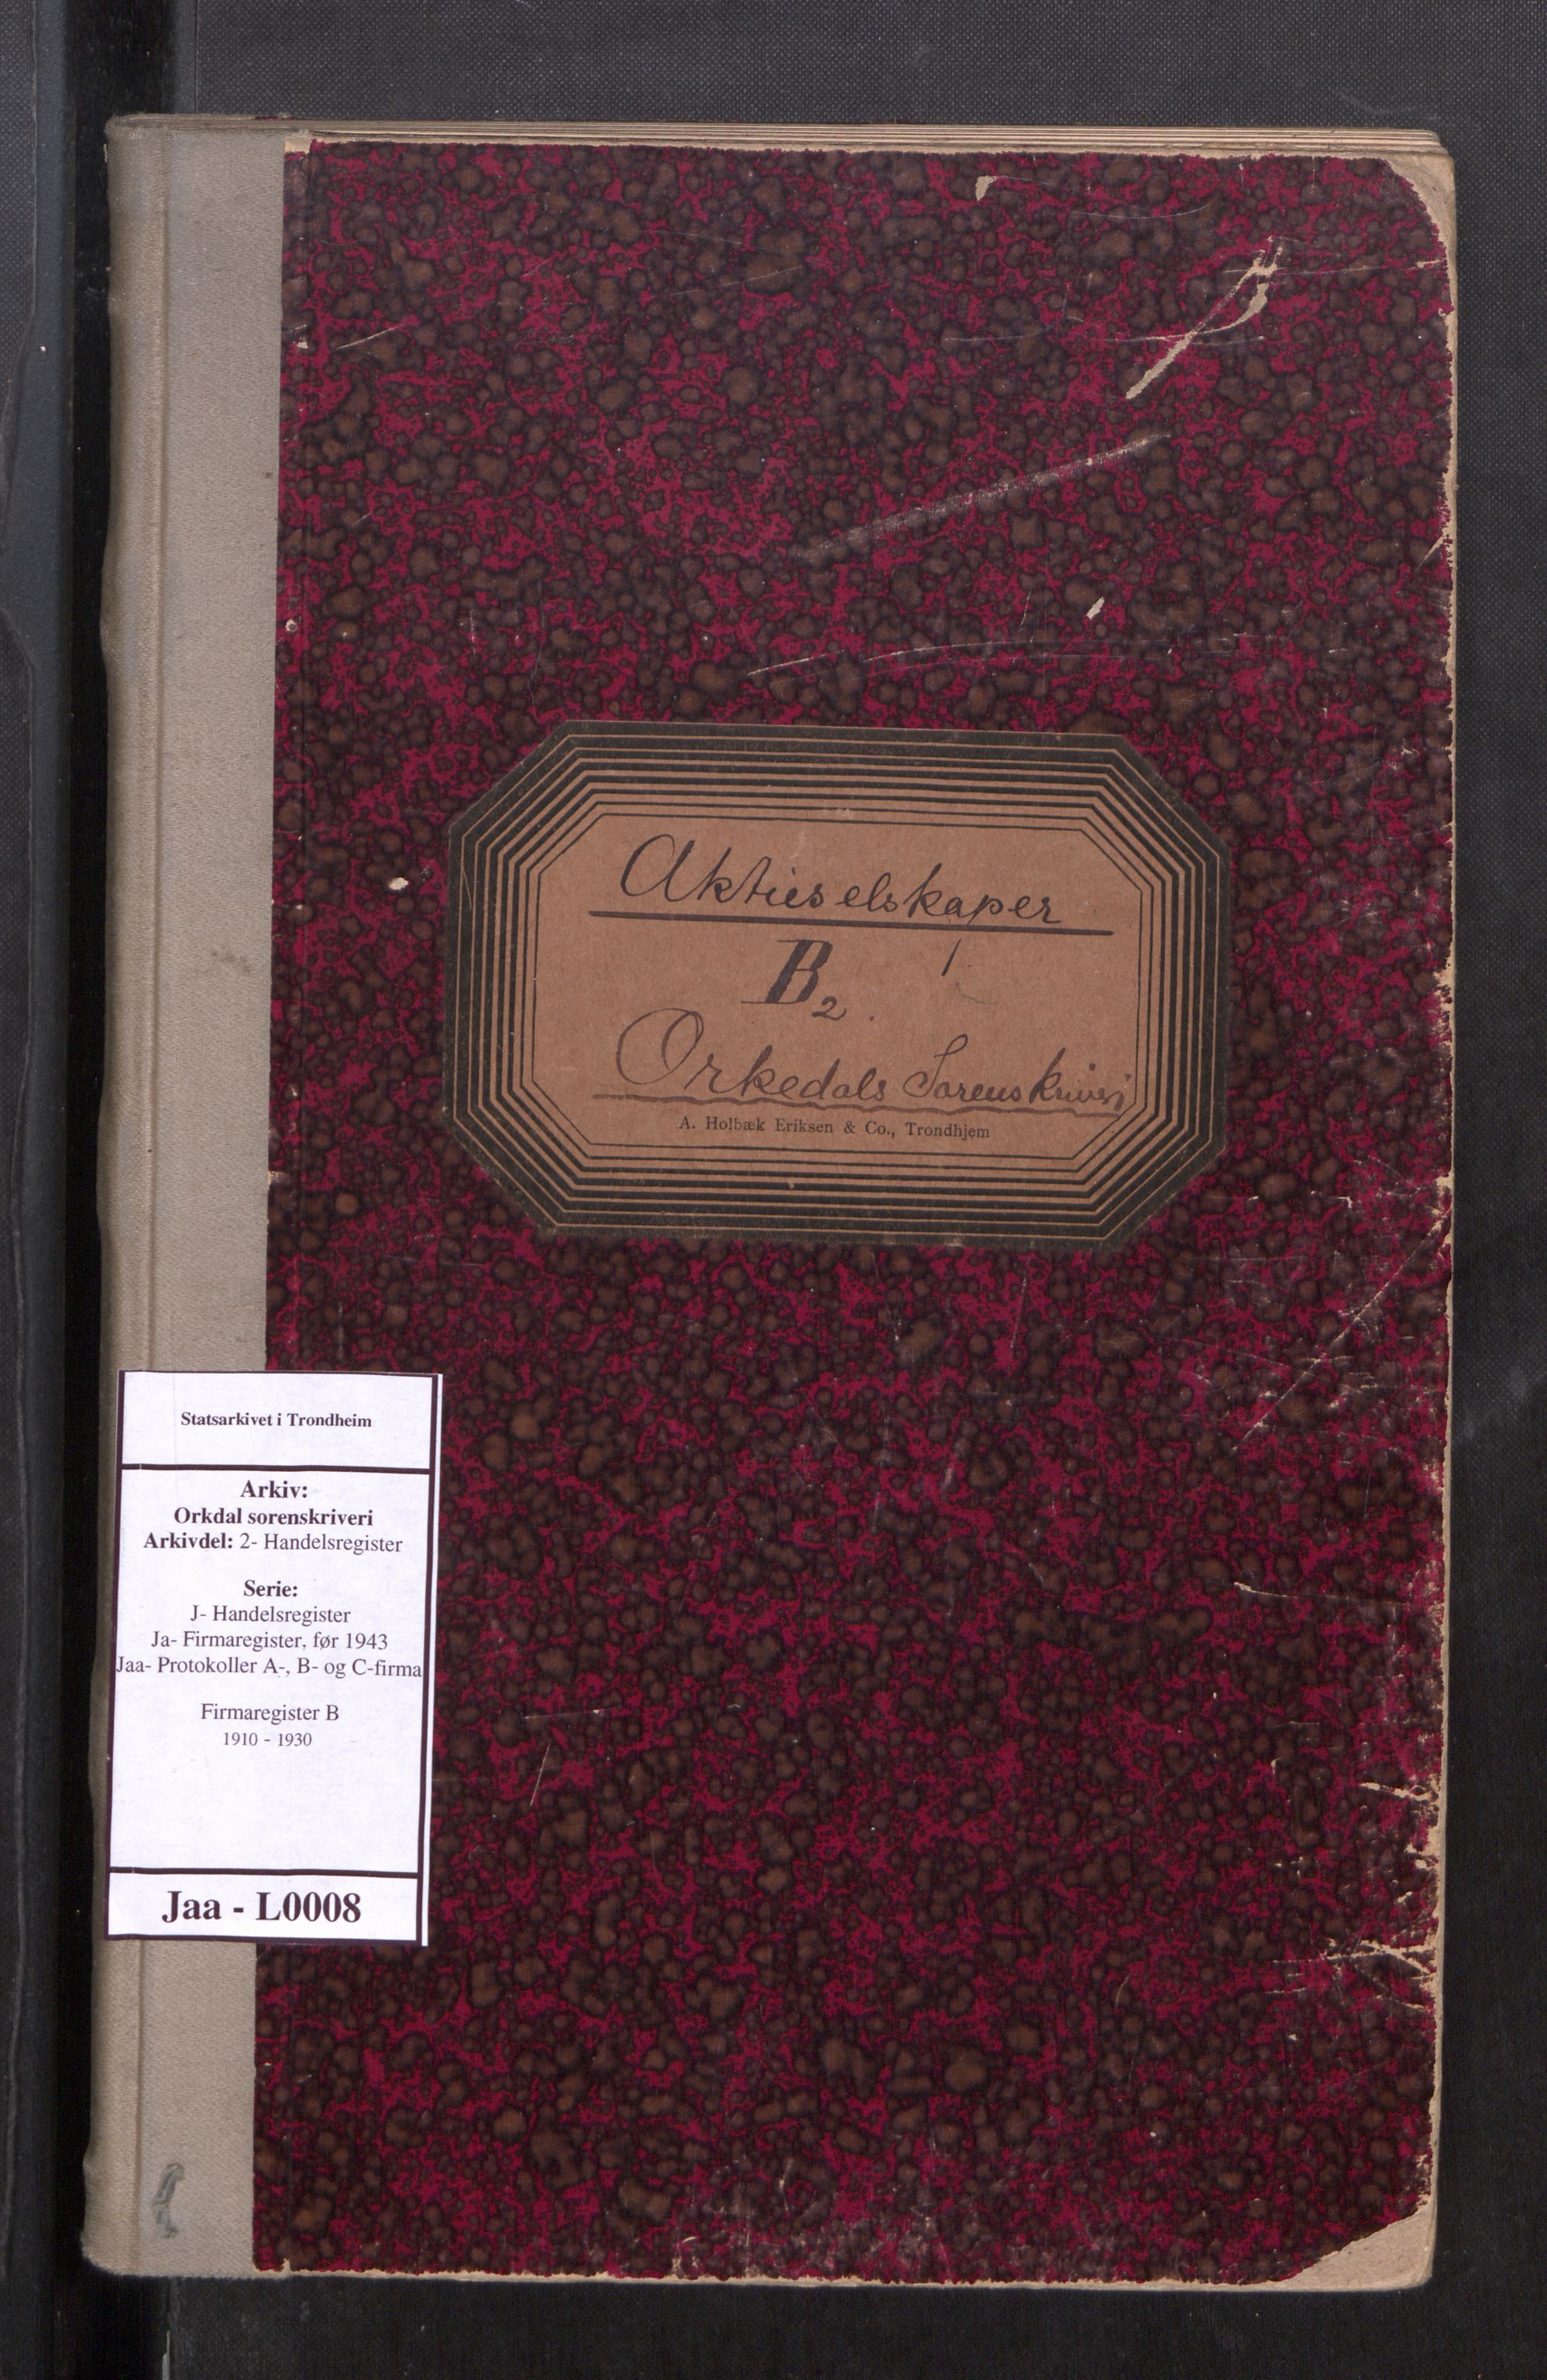 Aktieselskaper
B2.
Orkedals Sorenskriveri
A. Holbæk Eriksen & Co., Trondhjem
Statsarkivet i Trondheim
Arkiv:
Orkdal sorenskriveri
Arkivdel: 2- Handelsregister
Serie:
J- Handelsregister
Ja- Firmaregister, før 1943
Jaa- Protokoller A-, B- og C-firma
Firmaregister B
1910 - 1930
Jaa - L0008